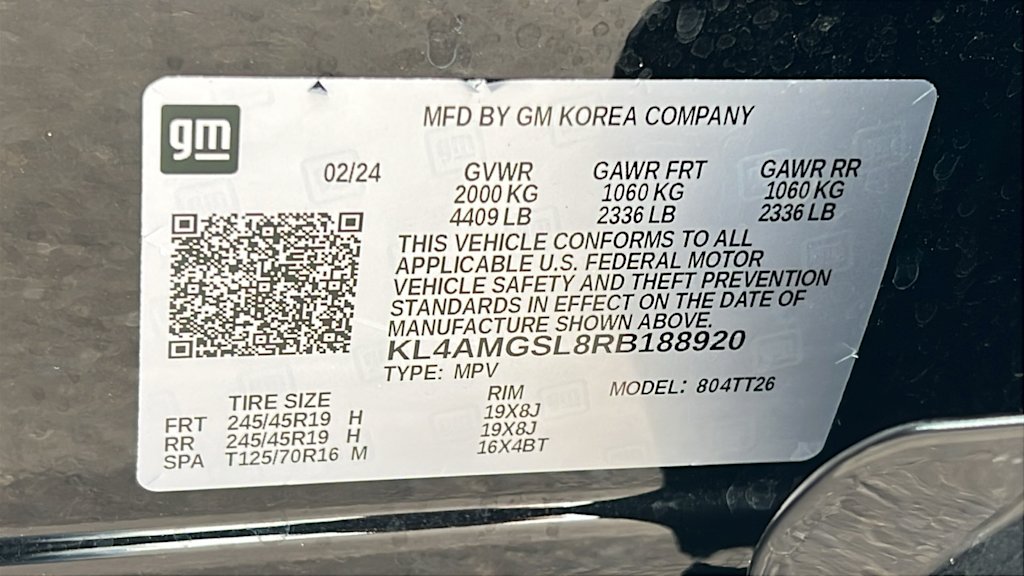 gm
MFD BY GM KOREA COMPANY
02/24 GVWR GAWR FRT GAWR RR
2000 KG 1060 KG 1060 KG
4409 LB 2336 LB 2336 LB
THIS VEHICLE CONFORMS TO ALL
APPLICABLE U.S. FEDERAL MOTOR
VEHICLE SAFETY AND THEFT PREVENTION
STANDARDS IN EFFECT ON THE DATE OF
MANUFACTURE SHOWN ABOVE.
KL4AMGSL8RB188920
TYPE: MPV MODEL: 804TT26
TIRE SIZE RIM
FRT 245/45R19 H 19X8J
RR 245/45R19 H 19X8J
SPA T125/70R16 M 16X4BT